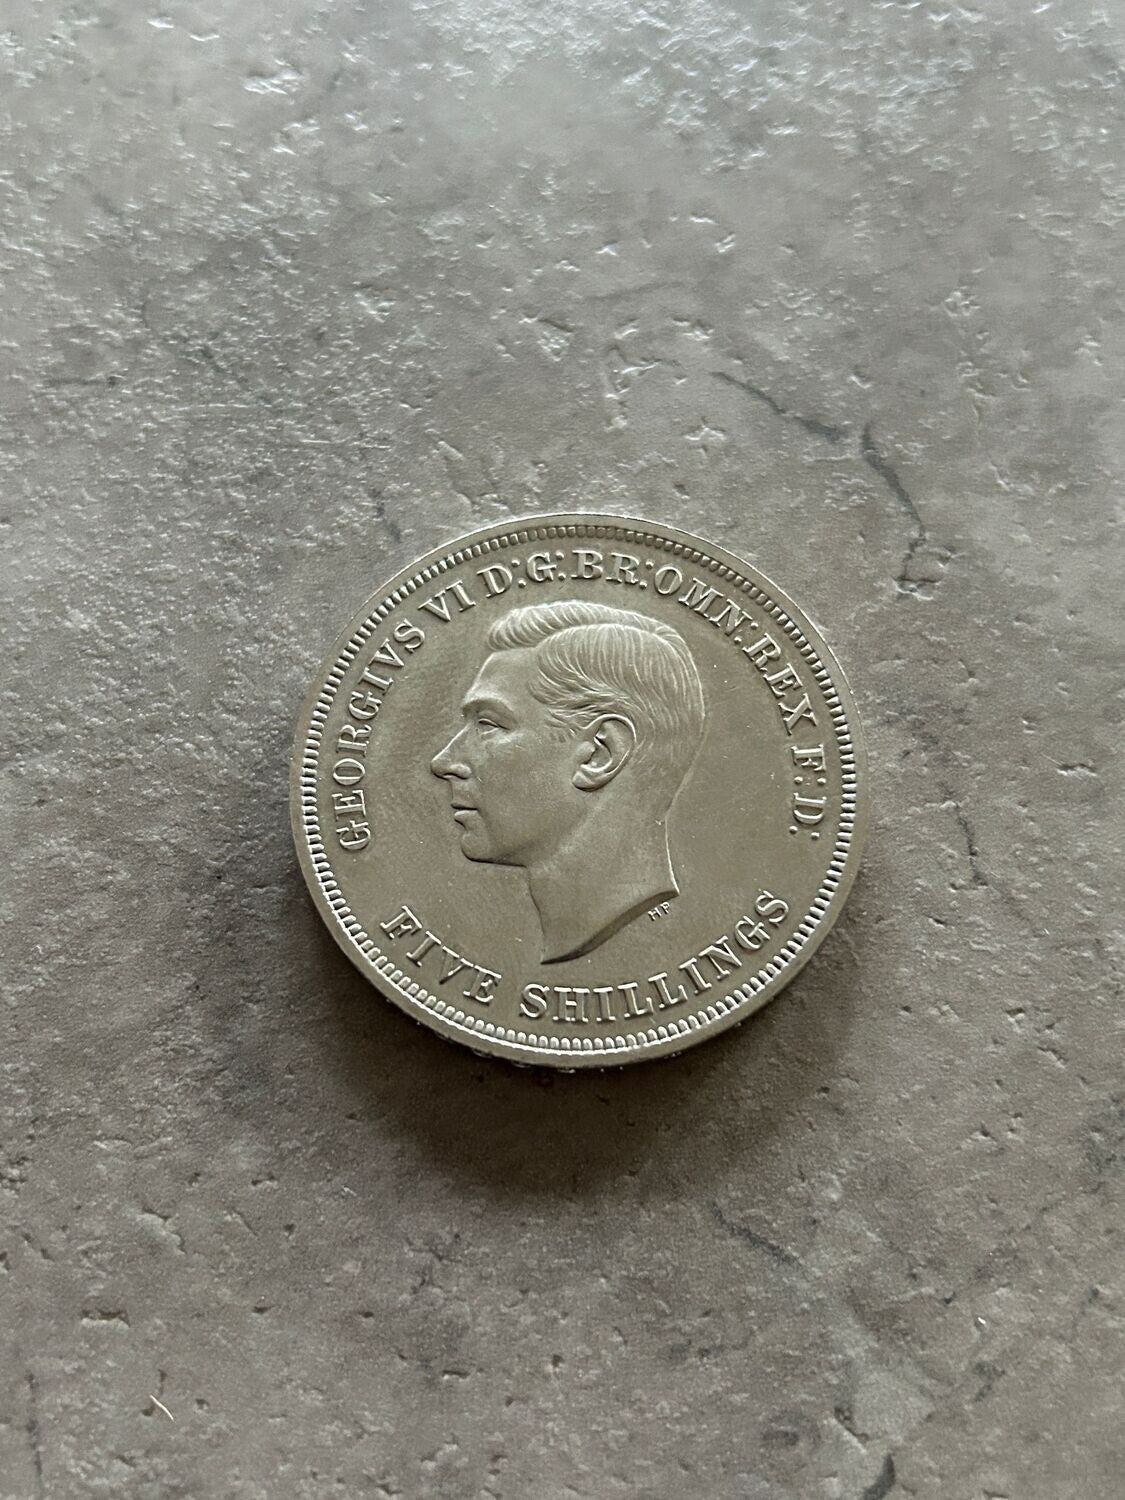 GEORGIVS VI D:G:BR:OMN:REX F:D:
FIVE SHILLINGS
HP